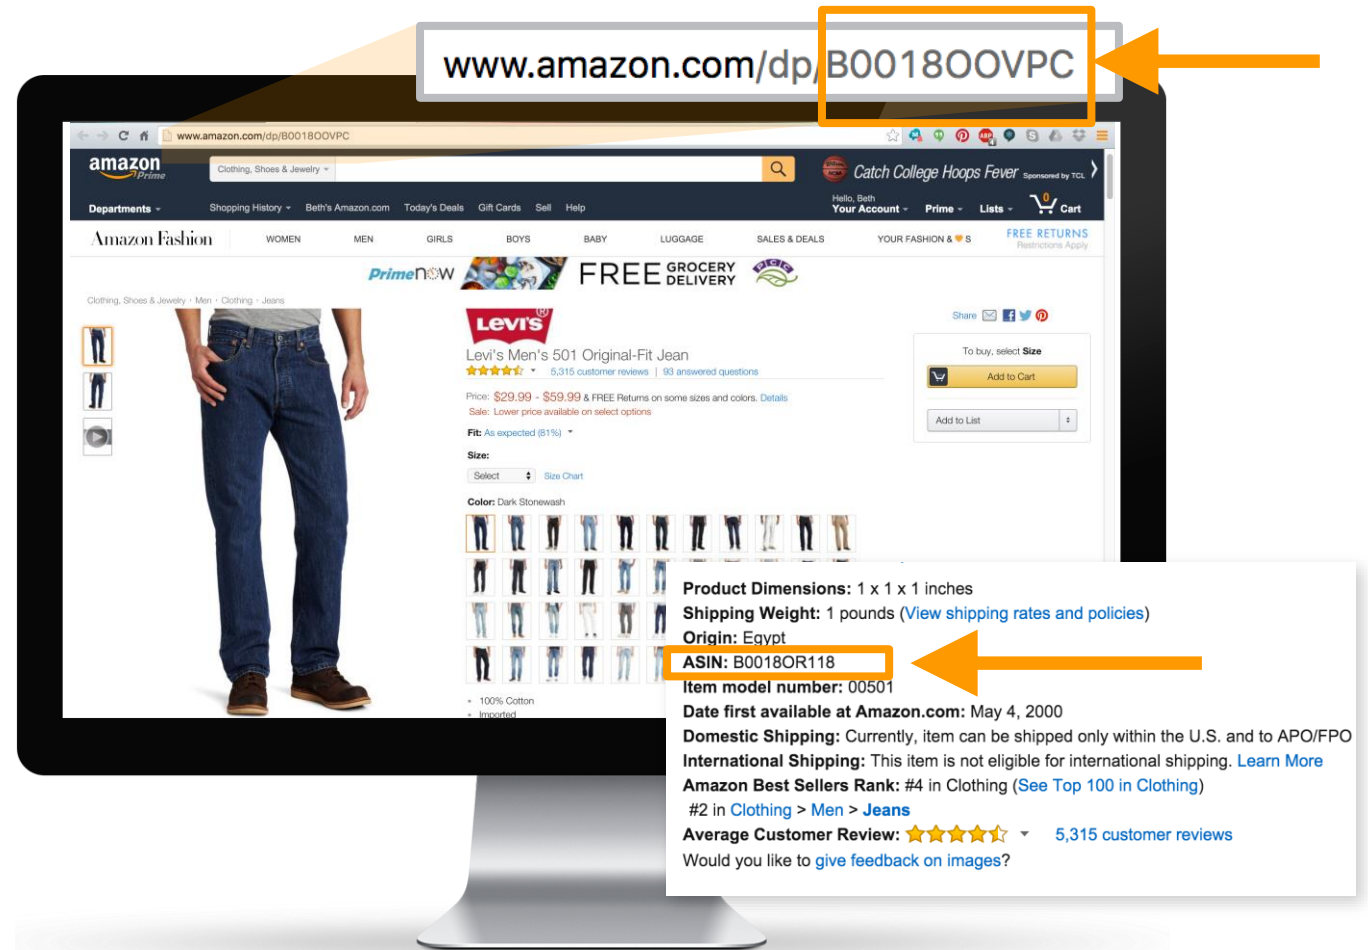 www.amazon.com/dp/B0018OOVPC
www.amazon.com/dp/B0018OOVPC
amazon
Prime
Clothing, Shoes & Jewelry
Catch College Hoops Fever Sponsored by TCL
Departments Shopping History Beth's Amazon.com Today's Deals Gift Cards Sell Help
Hello, Beth
Your Account Prime Lists 0 Cart
Amazon Fashion WOMEN MEN GIRLS BOYS BABY LUGGAGE SALES & DEALS YOUR FASHION & 🧡 S FREE RETURNS
Restrictions Apply
PrimeNOW FREE GROCERY DELIVERY PICIC
Clothing, Shoes & Jewelry › Men › Clothing › Jeans
LEVI'S®
Share
Levi's Men's 501 Original-Fit Jean
5,315 customer reviews | 93 answered questions
Price: $29.99 - $59.99 & FREE Returns on some sizes and colors. Details
Sale: Lower price available on select options
Fit: As expected (81%)
Size:
Select Size Chart
Color: Dark Stonewash
• 100% Cotton
• Imported
To buy, select Size
Add to Cart
Add to List
Product Dimensions: 1 x 1 x 1 inches
Shipping Weight: 1 pounds (View shipping rates and policies)
Origin: Egypt
ASIN: B0018OR118
Item model number: 00501
Date first available at Amazon.com: May 4, 2000
Domestic Shipping: Currently, item can be shipped only within the U.S. and to APO/FPO
International Shipping: This item is not eligible for international shipping. Learn More
Amazon Best Sellers Rank: #4 in Clothing (See Top 100 in Clothing)
#2 in Clothing > Men > Jeans
Average Customer Review: 5,315 customer reviews
Would you like to give feedback on images?